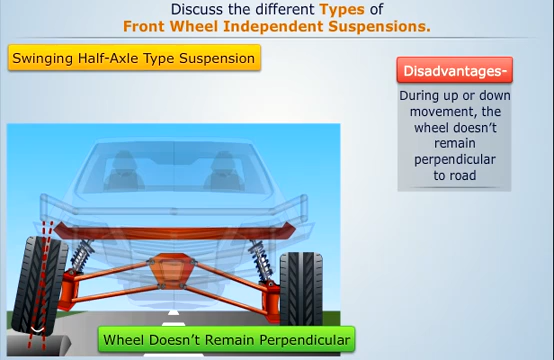 Discuss the different Types of
Front Wheel Independent Suspensions.
Swinging Half-Axle Type Suspension
Disadvantages-
During up or down
movement, the
wheel doesn't
remain
perpendicular
to road
Wheel Doesn't Remain Perpendicular